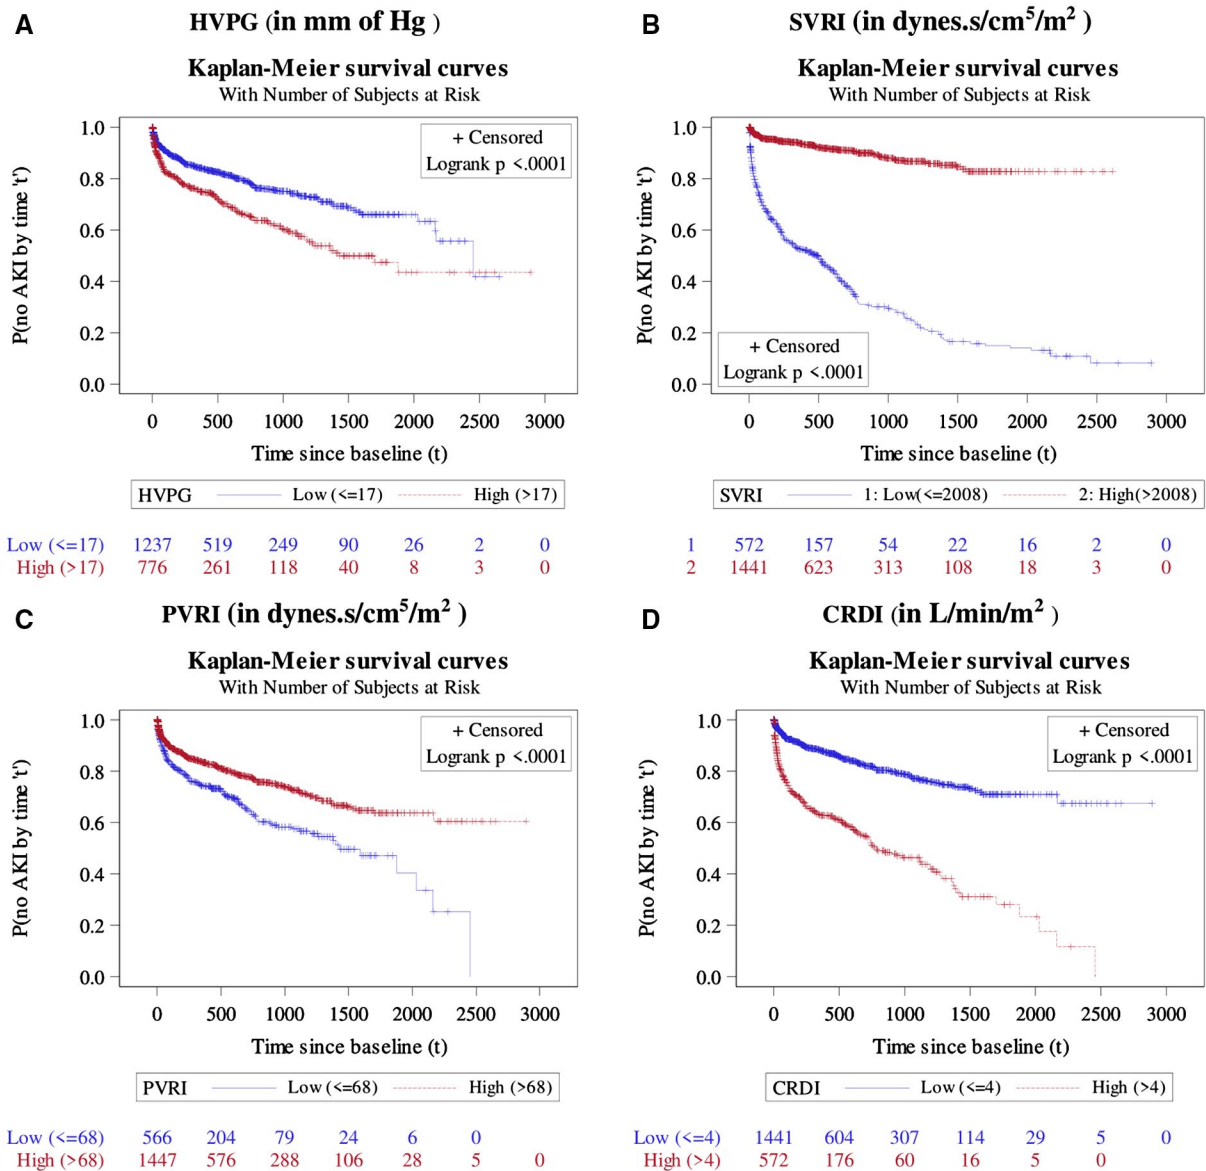 A
HVPG (in mm of Hg )
Kaplan-Meier survival curves
With Number of Subjects at Risk
+ Censored
Logrank p <.0001
P(no AKI by time 't')
1.0
0.8
0.6
0.4
0.2
0.0
0 500 1000 1500 2000 2500 3000
Time since baseline (t)
HVPG Low (<=17) High (>17)
Low (<=17) 1237 519 249 90 26 2 0
High (>17) 776 261 118 40 8 3 0
B
SVRI (in dynes.s/cm⁵/m² )
Kaplan-Meier survival curves
With Number of Subjects at Risk
P(no AKI by time 't')
1.0
0.8
0.6
0.4
0.2
0.0
+ Censored
Logrank p <.0001
0 500 1000 1500 2000 2500 3000
Time since baseline (t)
SVRI 1: Low(<=2008) 2: High(>2008)
1 572 157 54 22 16 2 0
2 1441 623 313 108 18 3 0
C
PVRI (in dynes.s/cm⁵/m² )
Kaplan-Meier survival curves
With Number of Subjects at Risk
+ Censored
Logrank p <.0001
P(no AKI by time 't')
1.0
0.8
0.6
0.4
0.2
0.0
0 500 1000 1500 2000 2500 3000
Time since baseline (t)
PVRI Low (<=68) High (>68)
Low (<=68) 566 204 79 24 6 0
High (>68) 1447 576 288 106 28 5 0
D
CRDI (in L/min/m² )
Kaplan-Meier survival curves
With Number of Subjects at Risk
+ Censored
Logrank p <.0001
P(no AKI by time 't')
1.0
0.8
0.6
0.4
0.2
0.0
0 500 1000 1500 2000 2500 3000
Time since baseline (t)
CRDI Low (<=4) High (>4)
Low (<=4) 1441 604 307 114 29 5 0
High (>4) 572 176 60 16 5 0